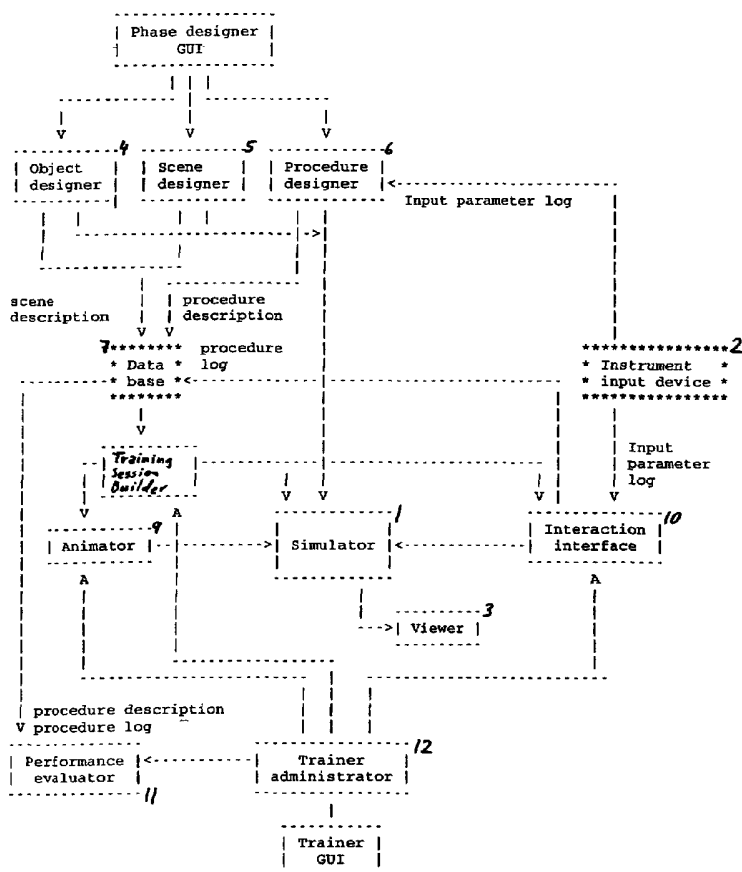 Phase designer
GUI
4
5
6
Object
designer
Scene
designer
Procedure
designer
Input parameter log
scene
description
procedure
description
7
Data
base
procedure
log
2
Instrument
input device
Training
Session
Builder
Input
parameter
log
9
Animator
1
Simulator
10
Interaction
interface
3
Viewer
procedure description
procedure log
12
Performance
evaluator
11
Trainer
administrator
Trainer
GUI